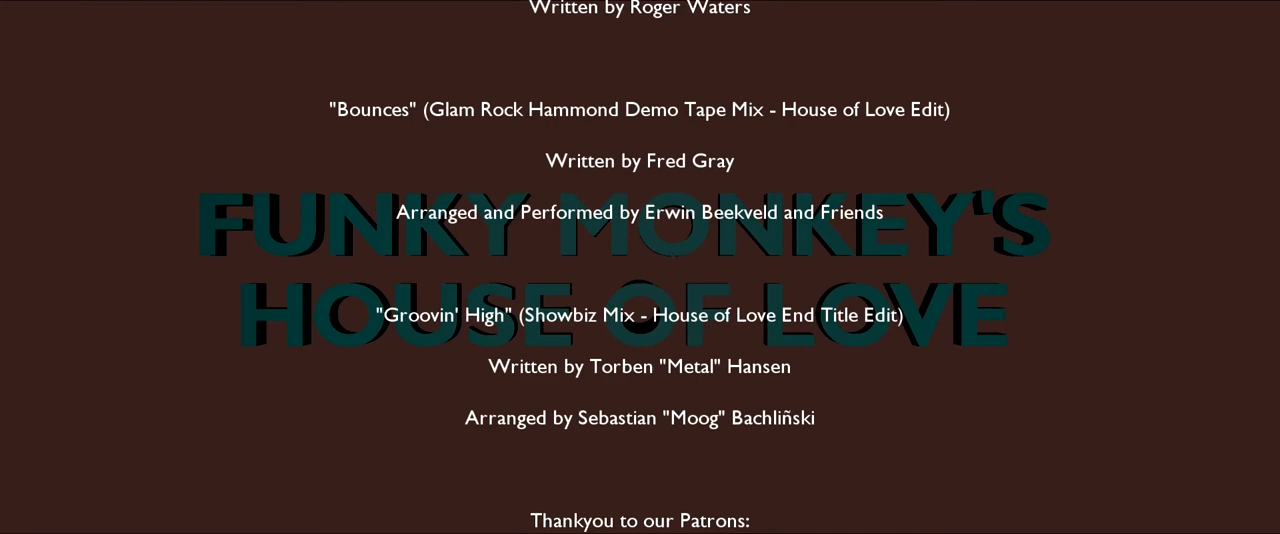 Written by Roger Waters
"Bounces" (Glam Rock Hammond Demo Tape Mix - House of Love Edit)
Written by Fred Gray
Arranged and Performed by Erwin Beekveld and Friends
FUNKY MONKEY'S
HOUSE OF LOVE
"Groovin' High" (Showbiz Mix - House of Love End Title Edit)
Written by Torben "Metal" Hansen
Arranged by Sebastian "Moog" Bachliñski
Thankyou to our Patrons: